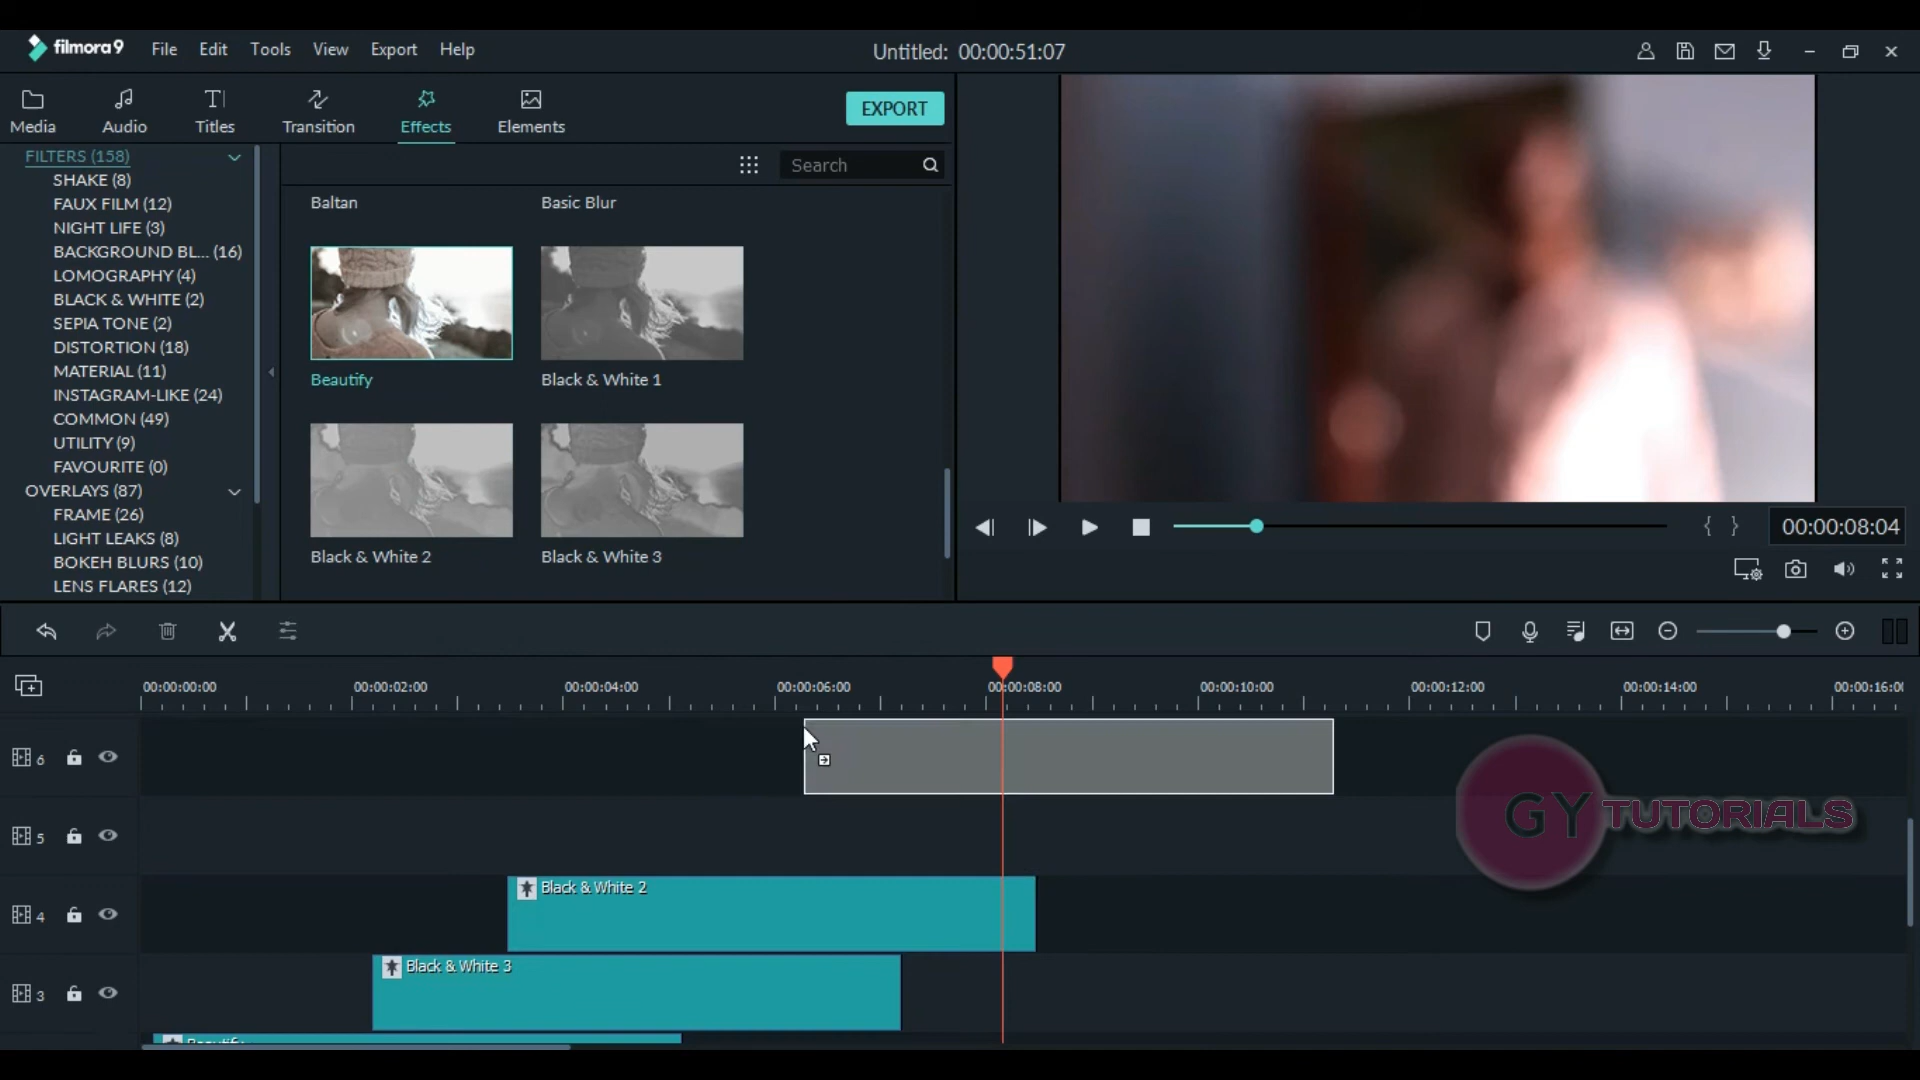 filmora9 File Edit Tools View Export Help Untitled: 00:00:51:07
Media Audio Titles Transition Effects Elements EXPORT
FILTERS (158)
SHAKE (8)
FAUX FILM (12)
NIGHT LIFE (3)
BACKGROUND BL... (16)
LOMOGRAPHY (4)
BLACK & WHITE (2)
SEPIA TONE (2)
DISTORTION (18)
MATERIAL (11)
INSTAGRAM-LIKE (24)
COMMON (49)
UTILITY (9)
FAVOURITE (0)
OVERLAYS (87)
FRAME (26)
LIGHT LEAKS (8)
BOKEH BLURS (10)
LENS FLARES (12)
Search
Baltan Basic Blur
Beautify Black & White 1
Black & White 2 Black & White 3
{ } 00:00:08:04
00:00:00:00 00:00:02:00 00:00:04:00 00:00:06:00 00:00:08:00 00:00:10:00 00:00:12:00 00:00:14:00 00:00:16:00
6
GY TUTORIALS
5
4 Black & White 2
3 Black & White 3
Beautify